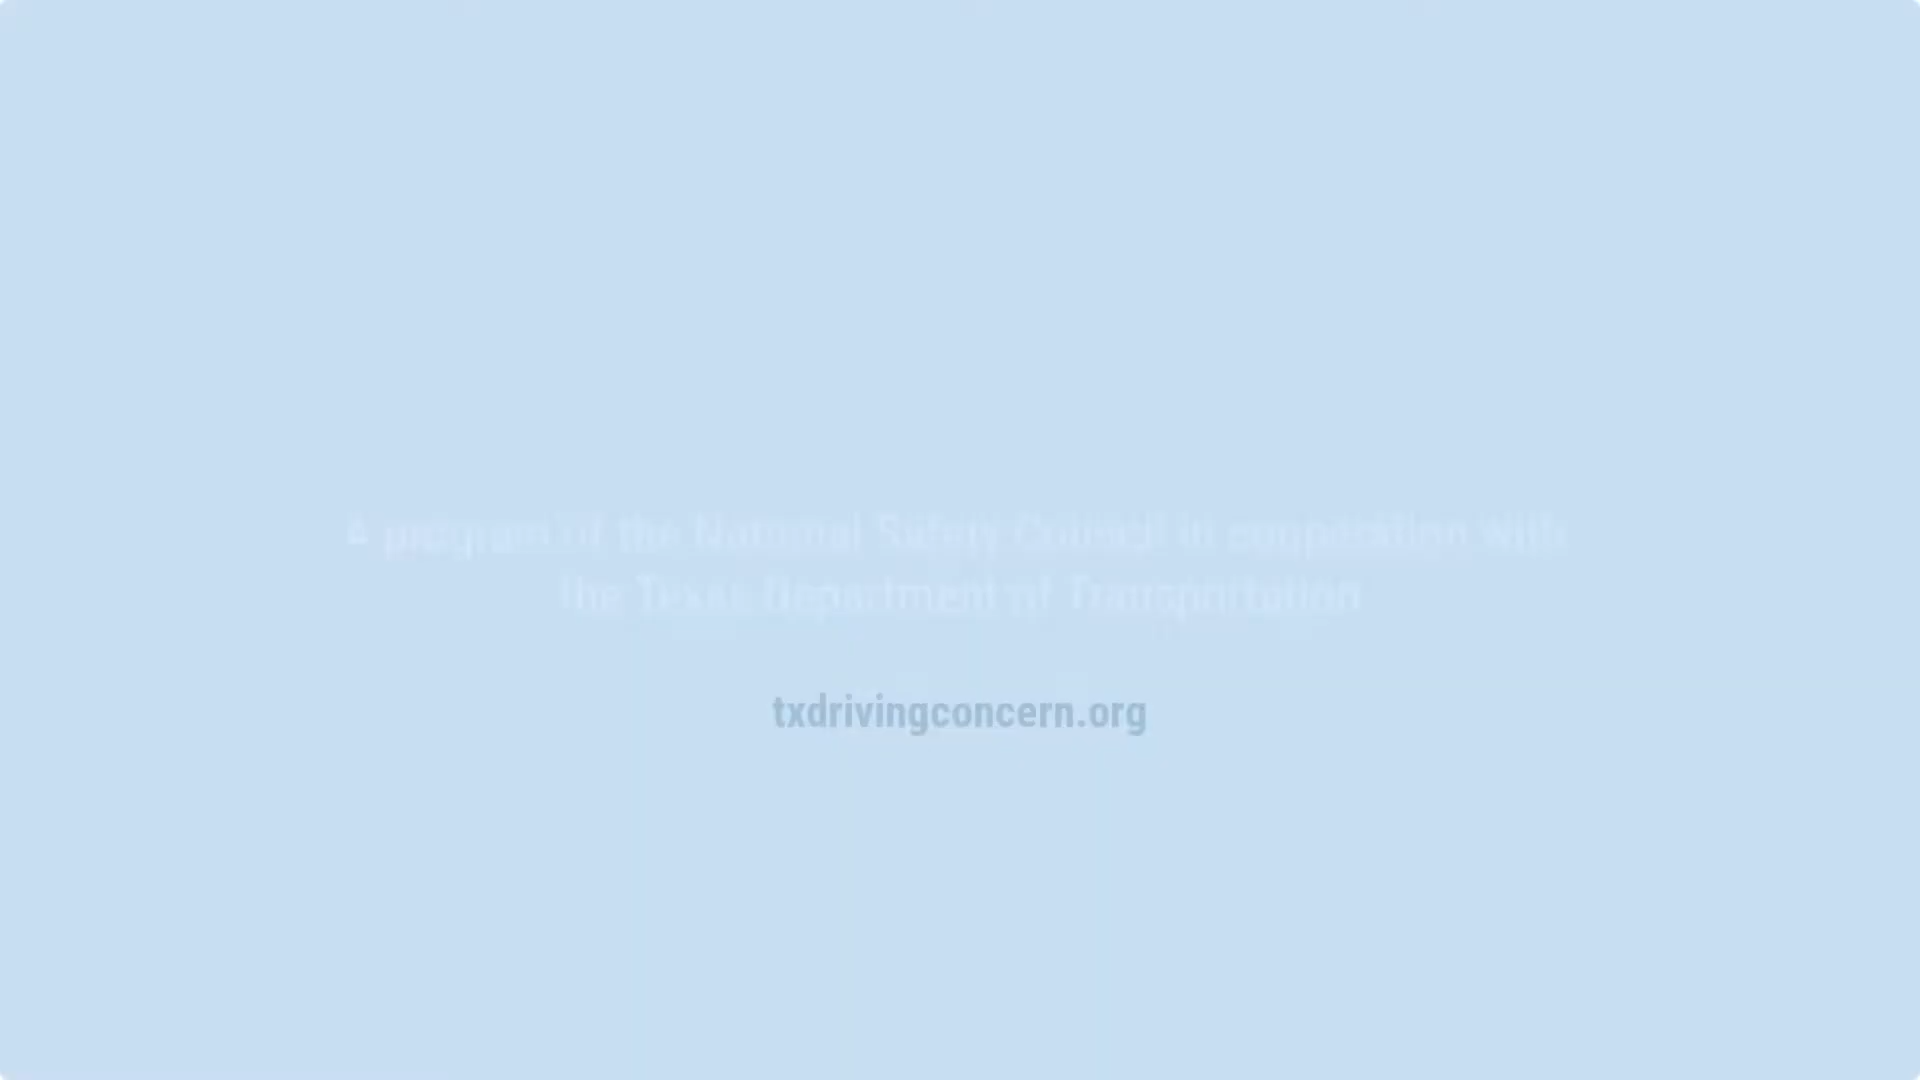 A program of the National Safety Council in cooperation with
the Texas Department of Transportation
txdrivingconcern.org